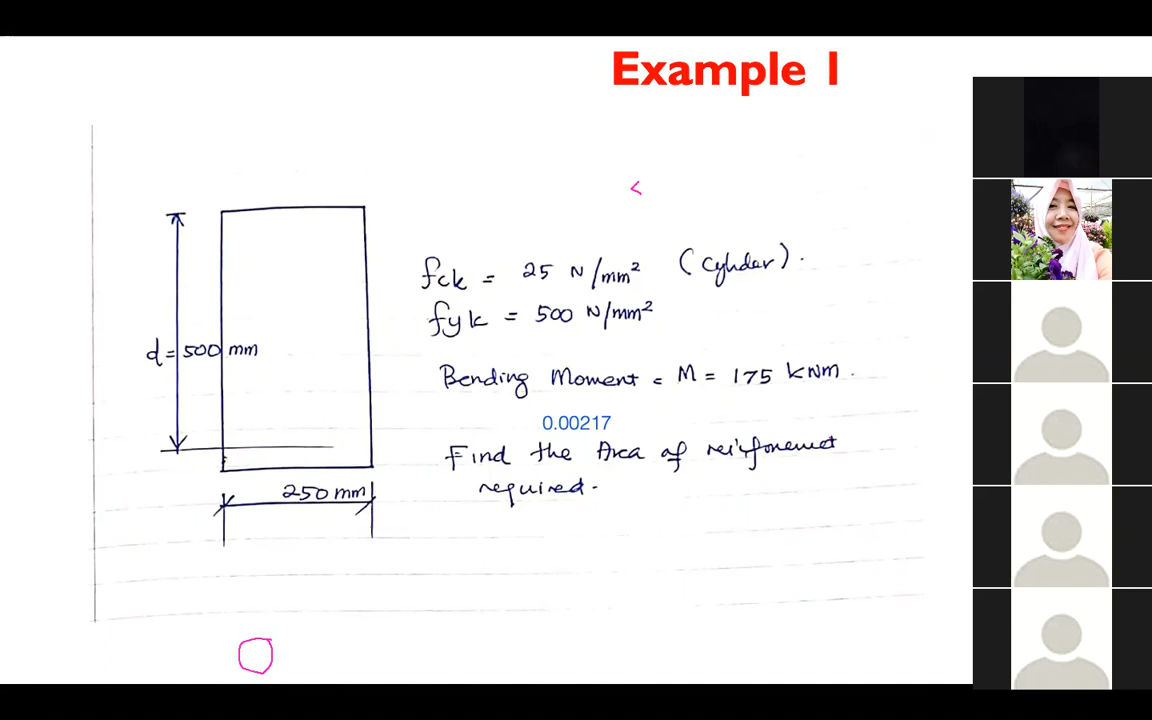 Example 1
<
fck = 25 N/mm² (Cylinder).
fyk = 500 N/mm²
d = 500 mm
Bending Moment = M = 175 kNm.
0.00217
Find the Area of reinforcement
required.
250 mm